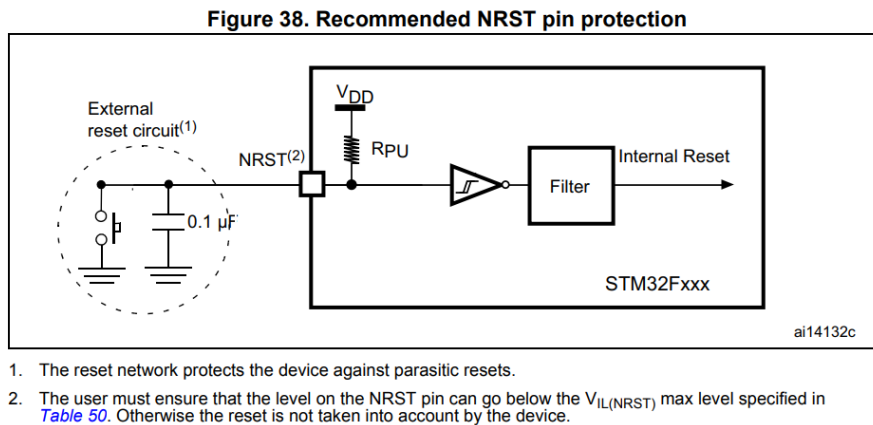 Figure 38. Recommended NRST pin protection
VDD
External
reset circuit(1)
NRST(2)
RPU
Internal Reset
Filter
0.1 µF
STM32Fxxx
ai14132c
1. The reset network protects the device against parasitic resets.
2. The user must ensure that the level on the NRST pin can go below the VIL(NRST) max level specified in
Table 50. Otherwise the reset is not taken into account by the device.